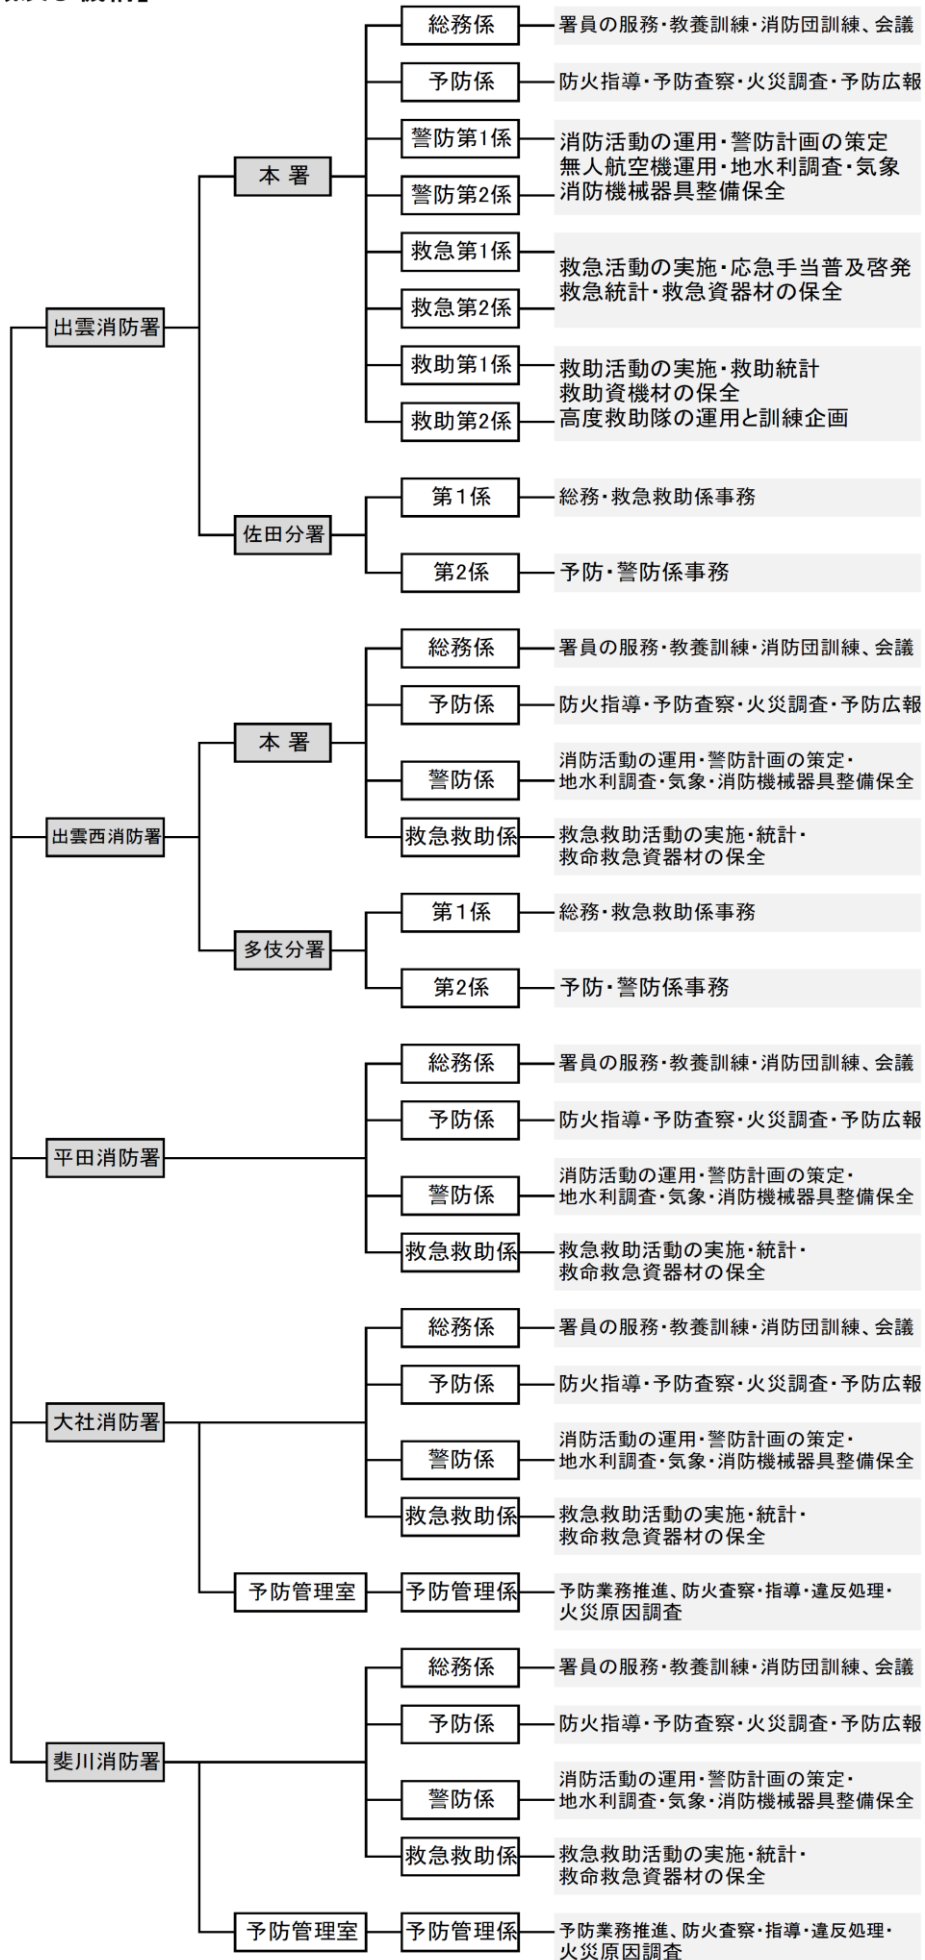 総務係
署員の服務・教養訓練・消防団訓練、会議
予防係
防火指導・予防査察・火災調査・予防広報
警防第1係
消防活動の運用・警防計画の策定
無人航空機運用・地水利調査・気象
消防機械器具整備保全
本 署
警防第2係
救急第1係
救急活動の実施・応急手当普及啓発
救急統計・救急資器材の保全
救急第2係
出雲消防署
救助第1係
救助活動の実施・救助統計
救助資機材の保全
高度救助隊の運用と訓練企画
救助第2係
第1係
総務・救急救助係事務
佐田分署
第2係
予防・警防係事務
総務係
署員の服務・教養訓練・消防団訓練、会議
予防係
防火指導・予防査察・火災調査・予防広報
本 署
警防係
消防活動の運用・警防計画の策定・
地水利調査・気象・消防機械器具整備保全
出雲西消防署
救急救助係
救急救助活動の実施・統計・
救命救急資器材の保全
第1係
総務・救急救助係事務
多伎分署
第2係
予防・警防係事務
総務係
署員の服務・教養訓練・消防団訓練、会議
予防係
防火指導・予防査察・火災調査・予防広報
平田消防署
警防係
消防活動の運用・警防計画の策定・
地水利調査・気象・消防機械器具整備保全
救急救助係
救急救助活動の実施・統計・
救命救急資器材の保全
総務係
署員の服務・教養訓練・消防団訓練、会議
予防係
防火指導・予防査察・火災調査・予防広報
大社消防署
警防係
消防活動の運用・警防計画の策定・
地水利調査・気象・消防機械器具整備保全
救急救助係
救急救助活動の実施・統計・
救命救急資器材の保全
予防管理室
予防管理係
予防業務推進、防火査察・指導・違反処理・
火災原因調査
総務係
署員の服務・教養訓練・消防団訓練、会議
予防係
防火指導・予防査察・火災調査・予防広報
斐川消防署
警防係
消防活動の運用・警防計画の策定・
地水利調査・気象・消防機械器具整備保全
救急救助係
救急救助活動の実施・統計・
救命救急資器材の保全
予防管理室
予防管理係
予防業務推進、防火査察・指導・違反処理・
火災原因調査